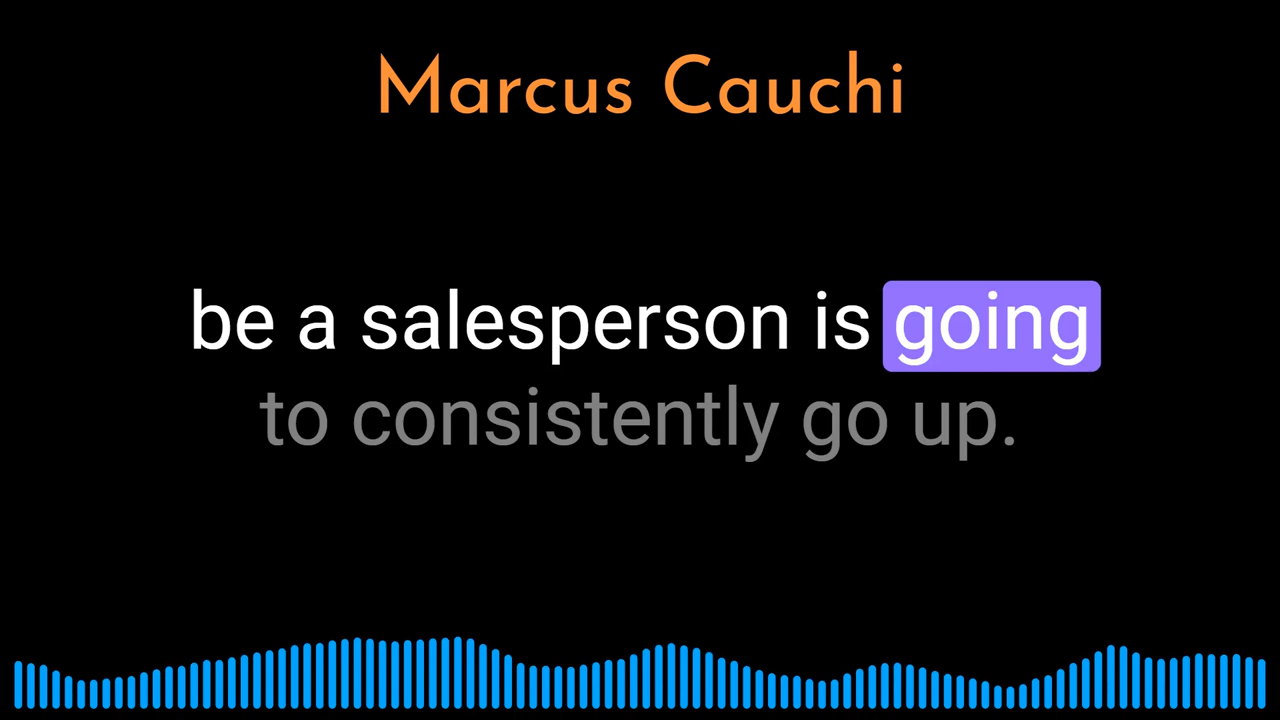 Marcus Cauchi
be a salesperson is going
to consistently go up.